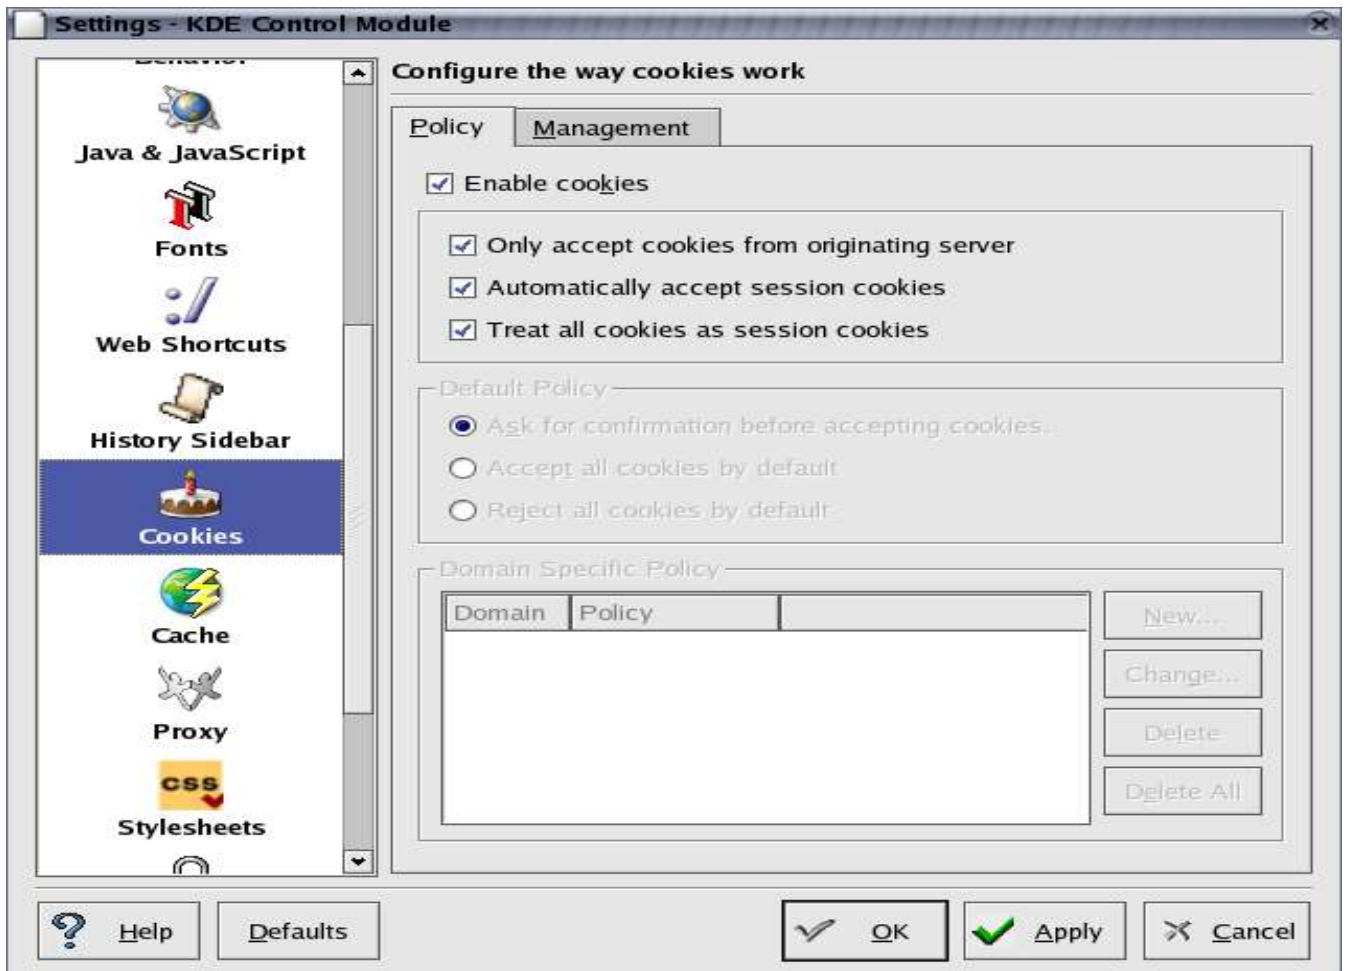 Settings - KDE Control Module
Behavior
Java & JavaScript
Fonts
Web Shortcuts
History Sidebar
Cookies
Cache
Proxy
css
Stylesheets
Configure the way cookies work
Policy
Management
Enable cookies
Only accept cookies from originating server
Automatically accept session cookies
Treat all cookies as session cookies
Default Policy
Ask for confirmation before accepting cookies.
Accept all cookies by default
Reject all cookies by default
Domain Specific Policy
Domain
Policy
New...
Change...
Delete
Delete All
Help
Defaults
OK
Apply
Cancel